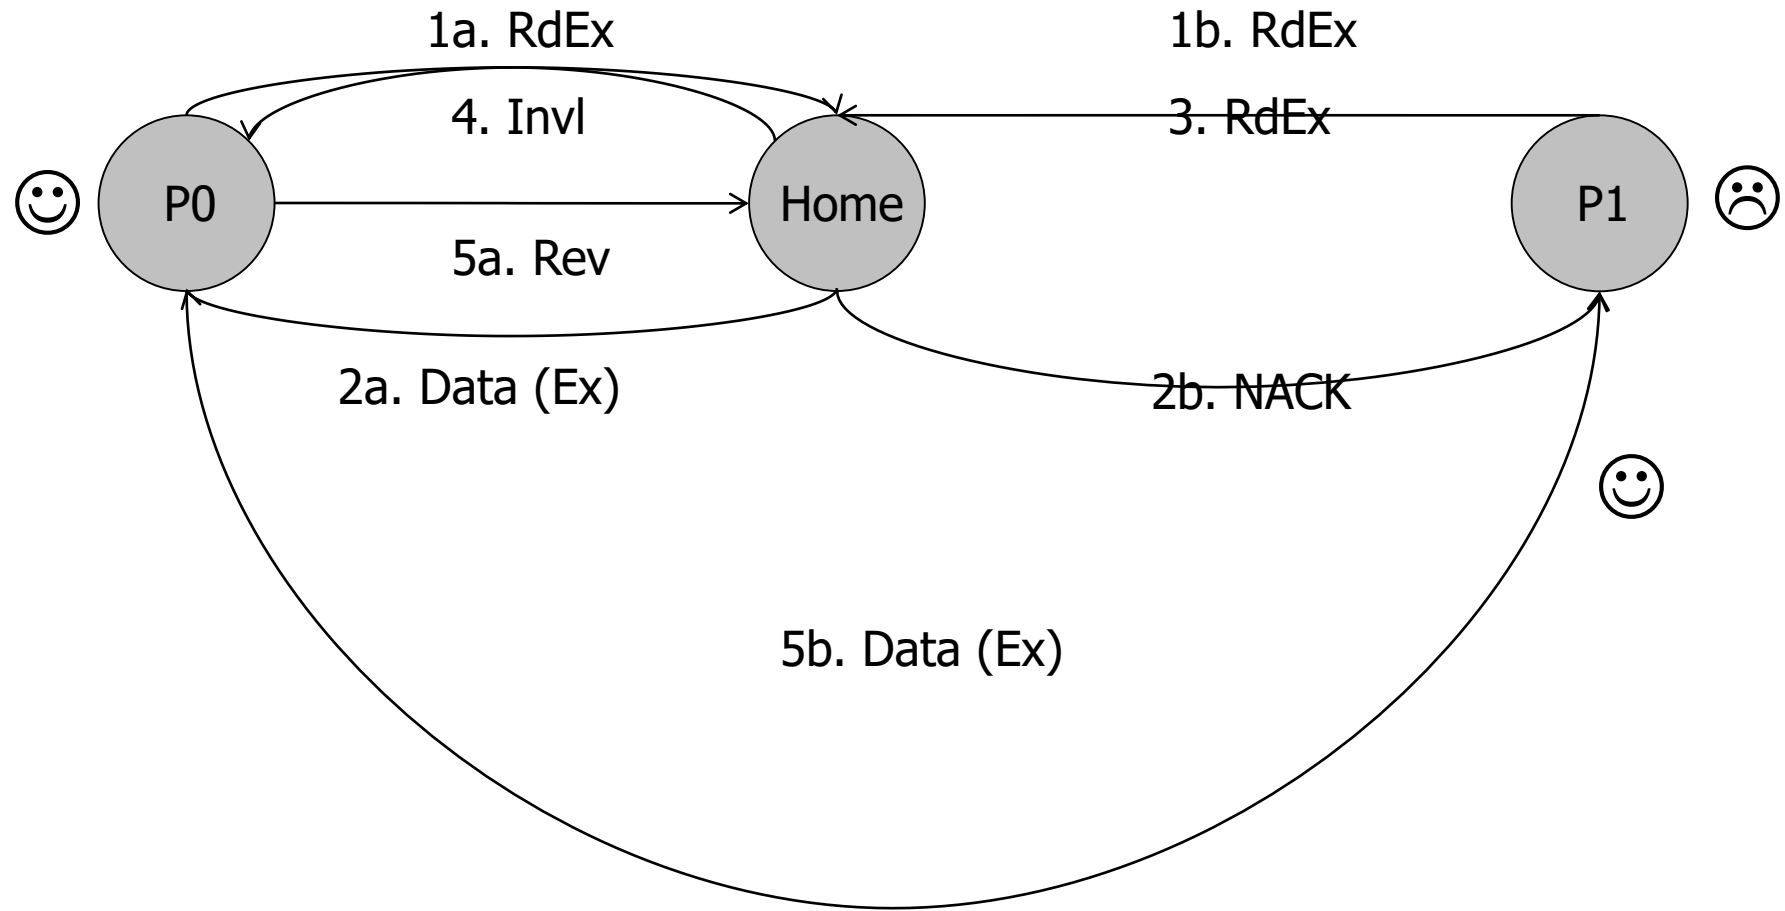 1a. RdEx
1b. RdEx
4. Invl
3. RdEx
P0
Home
P1
5a. Rev
2a. Data (Ex)
2b. NACK
5b. Data (Ex)